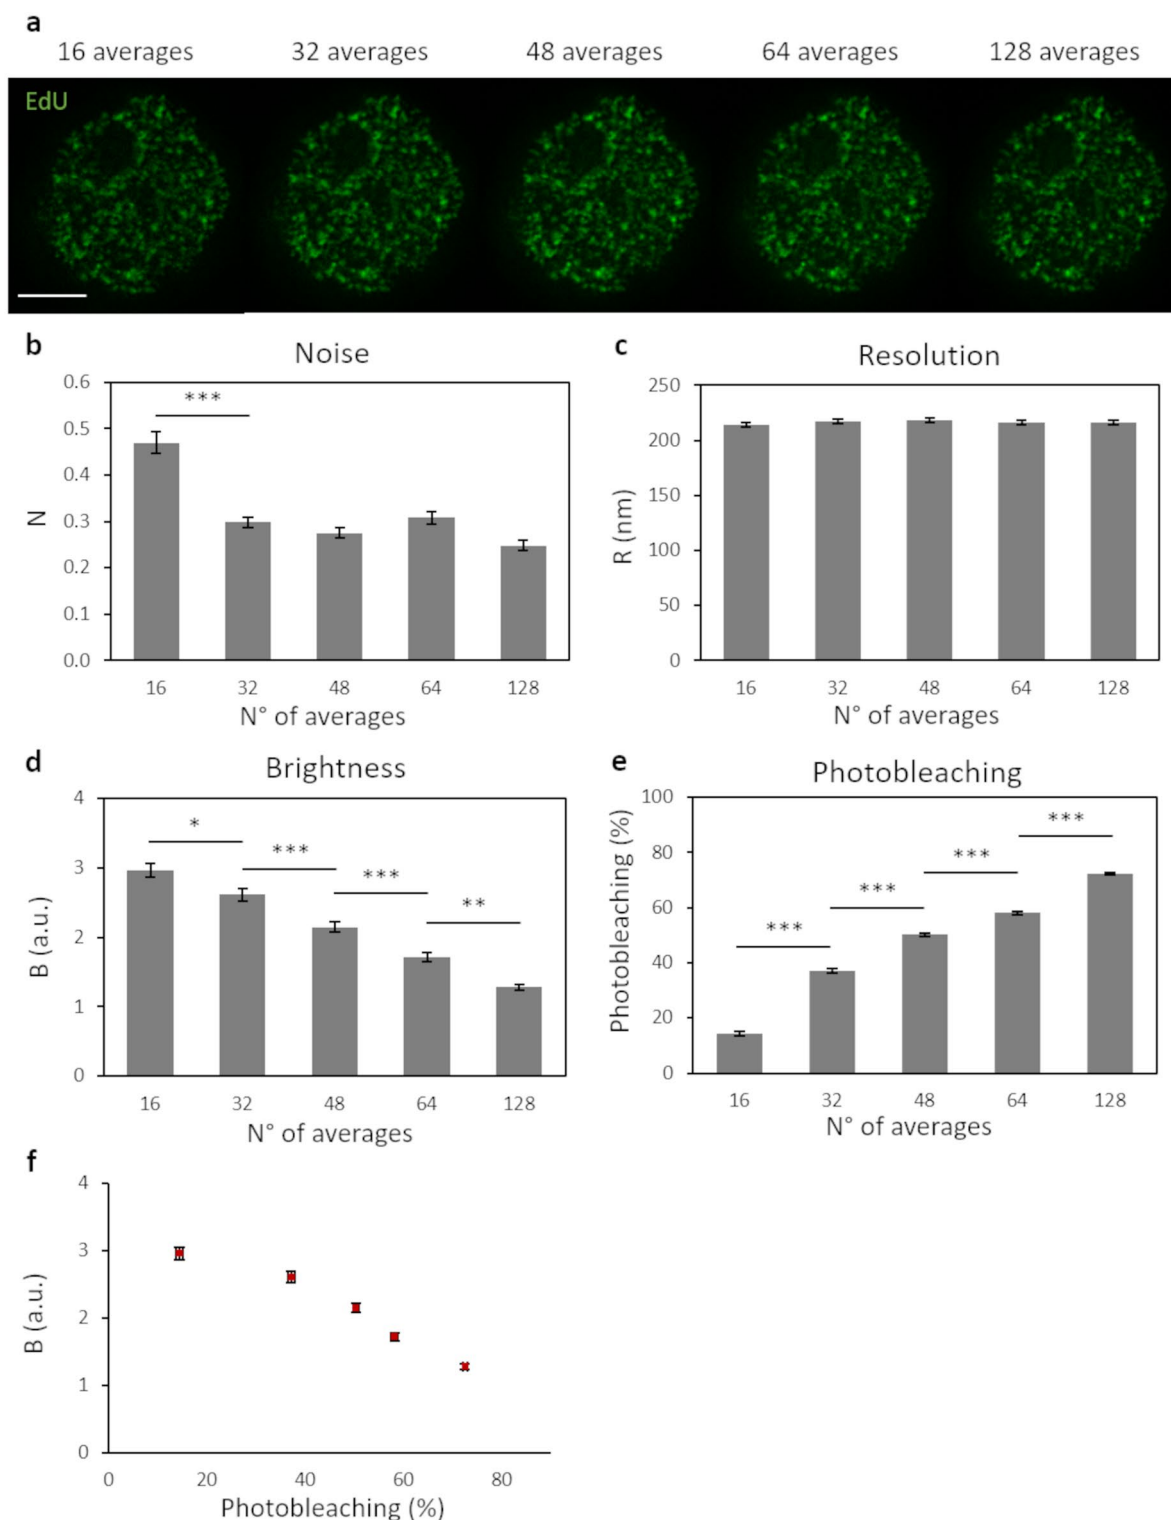 a
16 averages 32 averages 48 averages 64 averages 128 averages
EdU
b
Noise
0.6
0.5
0.4
0.3
0.2
0.1
0.0
N
***
16 32 48 64 128
N° of averages
c
Resolution
250
200
150
100
50
0
R (nm)
16 32 48 64 128
N° of averages
d
Brightness
4
3
2
1
0
B (a.u.)
*
***
***
**
16 32 48 64 128
N° of averages
e
Photobleaching
100
80
60
40
20
0
Photobleaching (%)
***
***
***
***
16 32 48 64 128
N° of averages
f
4
3
2
1
0
B (a.u.)
0 20 40 60 80
Photobleaching (%)